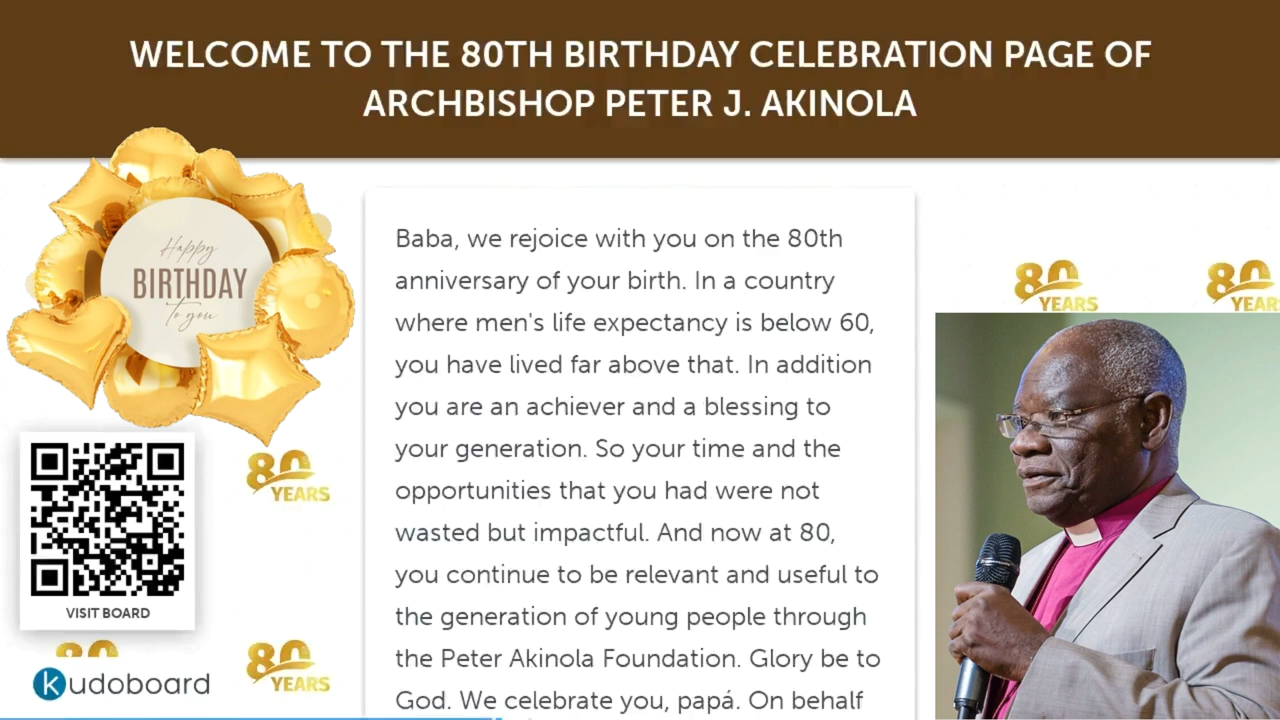 WELCOME TO THE 80TH BIRTHDAY CELEBRATION PAGE OF
ARCHBISHOP PETER J. AKINOLA
Happy
BIRTHDAY
to you
Baba, we rejoice with you on the 80th
anniversary of your birth. In a country
where men's life expectancy is below 60,
you have lived far above that. In addition
you are an achiever and a blessing to
your generation. So your time and the
opportunities that you had were not
wasted but impactful. And now at 80,
you continue to be relevant and useful to
the generation of young people through
the Peter Akinola Foundation. Glory be to
God. We celebrate you, papá. On behalf
80
YEARS
80
YEAR
80
YEARS
VISIT BOARD
80
80
YEARS
kudoboard